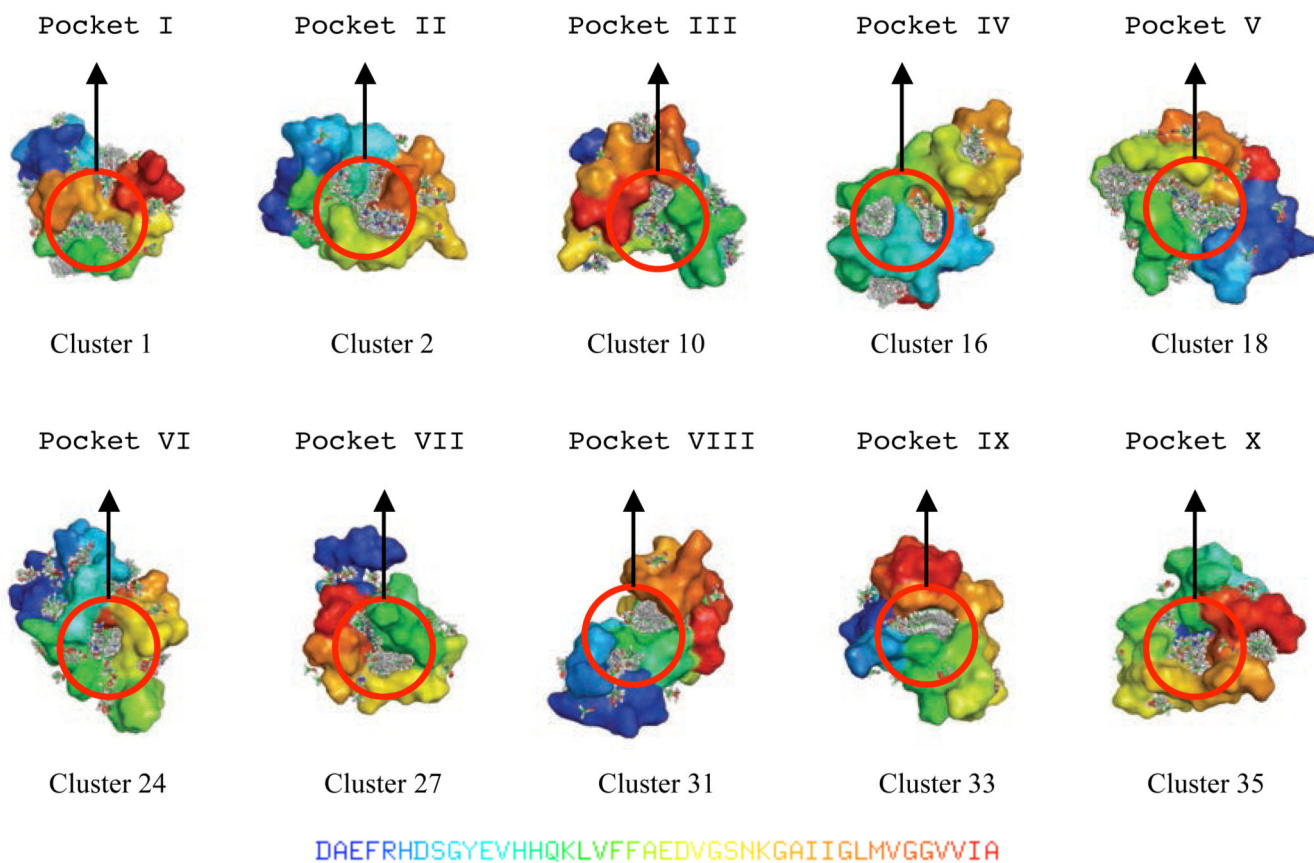 Pocket I Pocket II Pocket III Pocket IV Pocket V
Cluster 1 Cluster 2 Cluster 10 Cluster 16 Cluster 18
Pocket VI Pocket VII Pocket VIII Pocket IX Pocket X
Cluster 24 Cluster 27 Cluster 31 Cluster 33 Cluster 35
DAEFRHDSGYEVHHQKLVFFAEDVGSNKGAIIGLMVGGVVIA